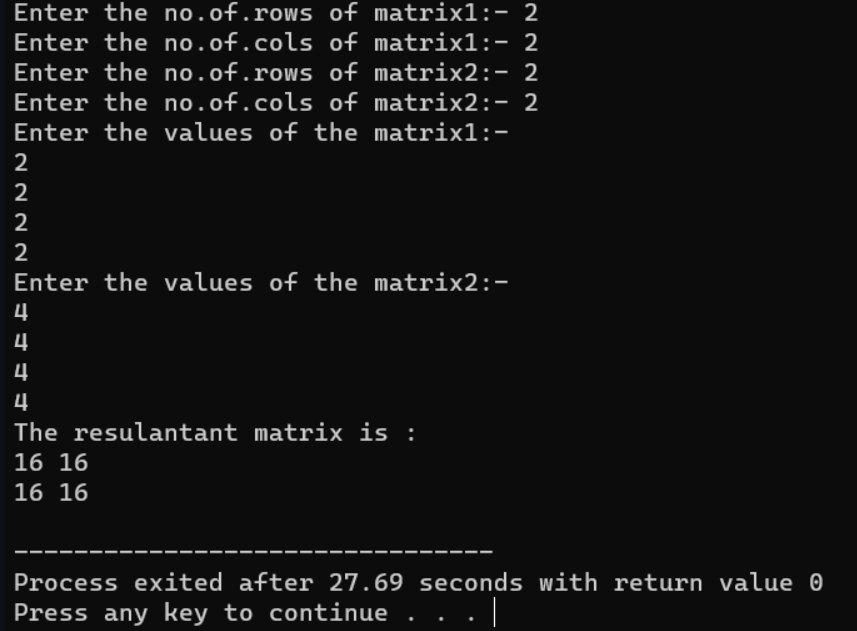 Enter the no.of.rows of matrix1:- 2
Enter the no.of.cols of matrix1:- 2
Enter the no.of.rows of matrix2:- 2
Enter the no.of.cols of matrix2:- 2
Enter the values of the matrix1:-
2
2
2
2
Enter the values of the matrix2:-
4
4
4
4
The resulantant matrix is :
16 16
16 16
--------------------------------
Process exited after 27.69 seconds with return value 0
Press any key to continue . . .